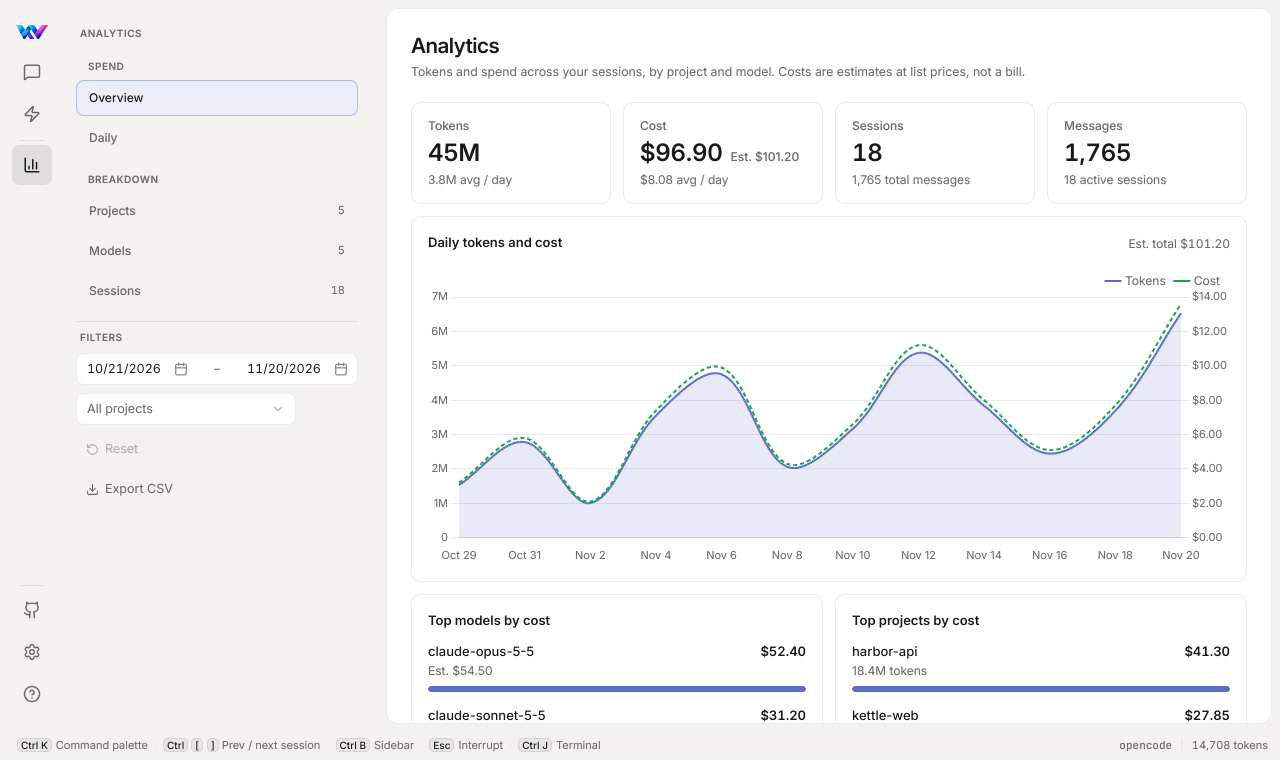 ANALYTICS
SPEND
Overview
Daily
BREAKDOWN
Projects 5
Models 5
Sessions 18
FILTERS
10/21/2026 – 11/20/2026
All projects
Reset
Export CSV
Analytics
Tokens and spend across your sessions, by project and model. Costs are estimates at list prices, not a bill.
Tokens
45M
3.8M avg / day
Cost
$96.90 Est. $101.20
$8.08 avg / day
Sessions
18
1,765 total messages
Messages
1,765
18 active sessions
Daily tokens and cost
Est. total $101.20
Tokens Cost
7M $14.00
6M $12.00
5M $10.00
4M $8.00
3M $6.00
2M $4.00
1M $2.00
0 $0.00
Oct 29 Oct 31 Nov 2 Nov 4 Nov 6 Nov 8 Nov 10 Nov 12 Nov 14 Nov 16 Nov 18 Nov 20
Top models by cost
claude-opus-5-5 $52.40
Est. $54.50
claude-sonnet-5-5 $31.20
Top projects by cost
harbor-api $41.30
18.4M tokens
kettle-web $27.85
Ctrl K Command palette Ctrl [ ] Prev / next session Ctrl B Sidebar Esc Interrupt Ctrl J Terminal
opencode 14,708 tokens